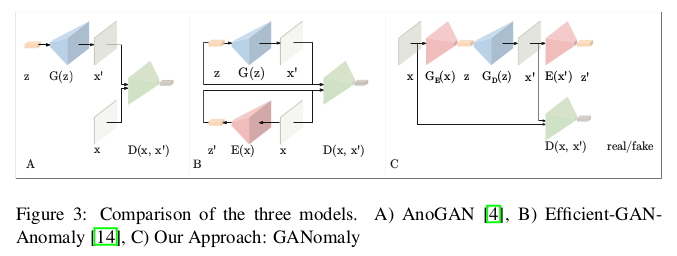 z G(z) x' z G(z) x' x G_E(x) z G_D(z) x' E(x') z'
x D(x, x') z' E(x) x D(x, x') D(x, x') real/fake
A B C
Figure 3: Comparison of the three models. A) AnoGAN [4], B) Efficient-GAN-
Anomaly [14], C) Our Approach: GANomaly